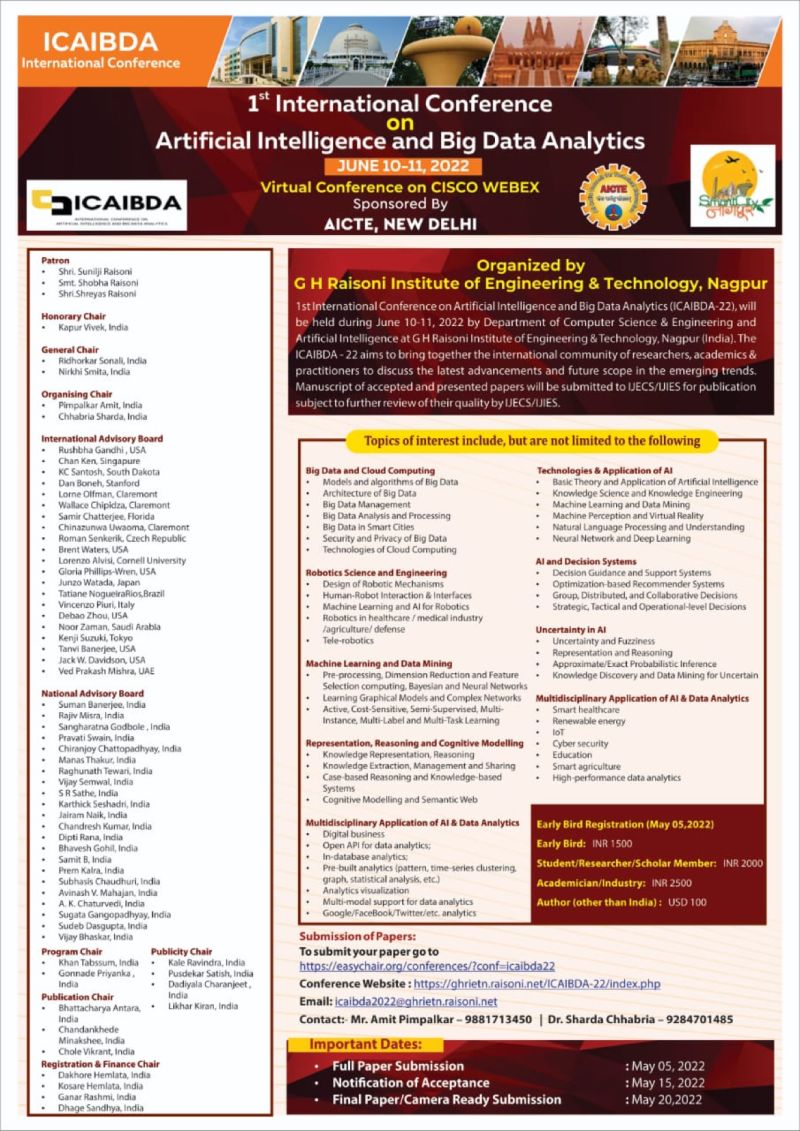 ICAIBDA
International Conference
1st International Conference
on
Artificial Intelligence and Big Data Analytics
JUNE 10-11, 2022
Virtual Conference on CISCO WEBEX
Sponsored By
AICTE, NEW DELHI
ICAIBDA
INTERNATIONAL CONFERENCE ON
ARTIFICIAL INTELLIGENCE AND BIG DATA ANALYTICS
AICTE
Smart City
Patron
• Shri. Sunilji Raisoni
• Smt. Shobha Raisoni
• Shri.Shreyas Raisoni
Honorary Chair
• Kapur Vivek, India
General Chair
• Ridhorkar Sonali, India
• Nirkhi Smita, India
Organising Chair
• Pimpalkar Amit, India
• Chhabria Sharda, India
International Advisory Board
• Rushbha Gandhi , USA
• Chan Ken, Singapure
• KC Santosh, South Dakota
• Dan Boneh, Stanford
• Lorne Olfman, Claremont
• Wallace Chipidza, Claremont
• Samir Chatterjee, Florida
• Chinazunwa Uwaoma, Claremont
• Roman Senkerik, Czech Republic
• Brent Waters, USA
• Lorenzo Alvisi, Cornell University
• Gloria Phillips-Wren, USA
• Junzo Watada, Japan
• Tatiane NogueiraRios,Brazil
• Vincenzo Piuri, Italy
• Debao Zhou, USA
• Noor Zaman, Saudi Arabia
• Kenji Suzuki, Tokyo
• Tanvi Banerjee, USA
• Jack W. Davidson, USA
• Ved Prakash Mishra, UAE
National Advisory Board
• Suman Banerjee, India
• Rajiv Misra, India
• Sangharatna Godbole , India
• Pravati Swain, India
• Chiranjoy Chattopadhyay, India
• Manas Thakur, India
• Raghunath Tewari, India
• Vijay Semwal, India
• S R Sathe, India
• Karthick Seshadri, India
• Jairam Naik, India
• Chandresh Kumar, India
• Dipti Rana, India
• Bhavesh Gohil, India
• Samit B, India
• Prem Kalra, India
• Subhasis Chaudhuri, India
• Avinash V. Mahajan, India
• A. K. Chaturvedi, India
• Sugata Gangopadhyay, India
• Sudeb Dasgupta, India
• Vijay Bhaskar, India
Program Chair
• Khan Tabssum, India
• Gonnade Priyanka ,
India
Publication Chair
• Bhattacharya Antara,
India
• Chandankhede
Minakshee, India
• Chole Vikrant, India
Publicity Chair
• Kale Ravindra, India
• Pusdekar Satish, India
• Dadiyala Charanjeet ,
India
• Likhar Kiran, India
Registration & Finance Chair
• Dakhore Hemlata, India
• Kosare Hemlata, India
• Ganar Rashmi, India
• Dhage Sandhya, India
Organized by
G H Raisoni Institute of Engineering & Technology, Nagpur
1st International Conference on Artificial Intelligence and Big Data Analytics (ICAIBDA-22), will
be held during June 10-11, 2022 by Department of Computer Science & Engineering and
Artificial Intelligence at G H Raisoni Institute of Engineering & Technology, Nagpur (India). The
ICAIBDA - 22 aims to bring together the international community of researchers, academics &
practitioners to discuss the latest advancements and future scope in the emerging trends.
Manuscript of accepted and presented papers will be submitted to IJECS/IJIES for publication
subject to further review of their quality by IJECS/IJIES.
Topics of interest include, but are not limited to the following
Big Data and Cloud Computing
• Models and algorithms of Big Data
• Architecture of Big Data
• Big Data Management
• Big Data Analysis and Processing
• Big Data in Smart Cities
• Security and Privacy of Big Data
• Technologies of Cloud Computing
Robotics Science and Engineering
• Design of Robotic Mechanisms
• Human-Robot Interaction & Interfaces
• Machine Learning and AI for Robotics
• Robotics in healthcare / medical industry
/agriculture/ defense
• Tele-robotics
Machine Learning and Data Mining
• Pre-processing, Dimension Reduction and Feature
Selection computing, Bayesian and Neural Networks
• Learning Graphical Models and Complex Networks
• Active, Cost-Sensitive, Semi-Supervised, Multi-
Instance, Multi-Label and Multi-Task Learning
Representation, Reasoning and Cognitive Modelling
• Knowledge Representation, Reasoning
• Knowledge Extraction, Management and Sharing
• Case-based Reasoning and Knowledge-based
Systems
• Cognitive Modelling and Semantic Web
Multidisciplinary Application of AI & Data Analytics
• Digital business
• Open API for data analytics;
• In-database analytics;
• Pre-built analytics (pattern, time-series clustering,
graph, statistical analysis, etc.)
• Analytics visualization
• Multi-modal support for data analytics
• Google/FaceBook/Twitter/etc. analytics
Technologies & Application of AI
• Basic Theory and Application of Artificial Intelligence
• Knowledge Science and Knowledge Engineering
• Machine Learning and Data Mining
• Machine Perception and Virtual Reality
• Natural Language Processing and Understanding
• Neural Network and Deep Learning
AI and Decision Systems
• Decision Guidance and Support Systems
• Optimization-based Recommender Systems
• Group, Distributed, and Collaborative Decisions
• Strategic, Tactical and Operational-level Decisions
Uncertainty in AI
• Uncertainty and Fuzziness
• Representation and Reasoning
• Approximate/Exact Probabilistic Inference
• Knowledge Discovery and Data Mining for Uncertain
Multidisciplinary Application of AI & Data Analytics
• Smart healthcare
• Renewable energy
• IoT
• Cyber security
• Education
• Smart agriculture
• High-performance data analytics
Early Bird Registration (May 05,2022)
Early Bird: INR 1500
Student/Researcher/Scholar Member: INR 2000
Academician/Industry: INR 2500
Author (other than India) : USD 100
Submission of Papers:
To submit your paper go to
https://easychair.org/conferences/?conf=icaibda22
Conference Website : https://ghrietn.raisoni.net/ICAIBDA-22/index.php
Email: icaibda2022@ghrietn.raisoni.net
Contact:- Mr. Amit Pimpalkar – 9881713450 | Dr. Sharda Chhabria – 9284701485
Important Dates:
• Full Paper Submission : May 05, 2022
• Notification of Acceptance : May 15, 2022
• Final Paper/Camera Ready Submission : May 20,2022